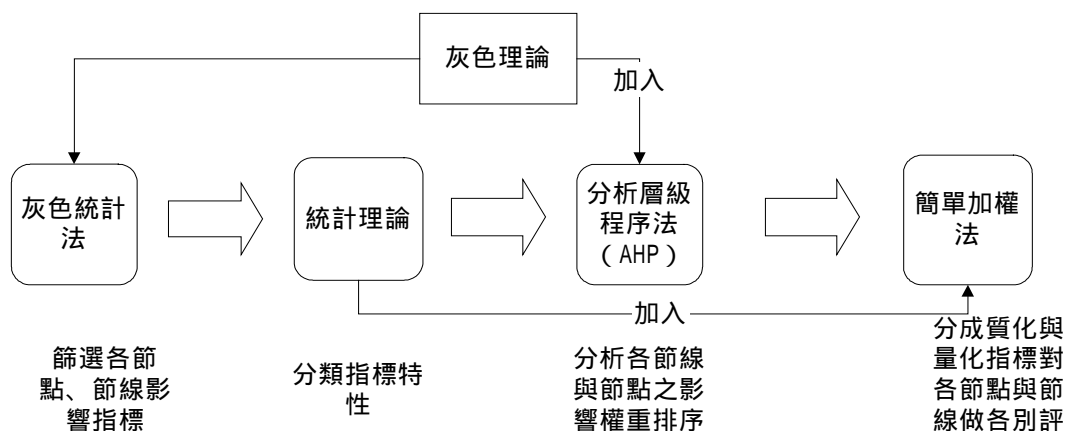 灰色理論
加入
灰色統計
法
統計理論
分析層級
程序法
（AHP）
簡單加權
法
加入
篩選各節
點、節線影
響指標
分類指標特
性
分析各節線
與節點之影
響權重排序
分成質化與
量化指標對
各節點與節
線做各別評